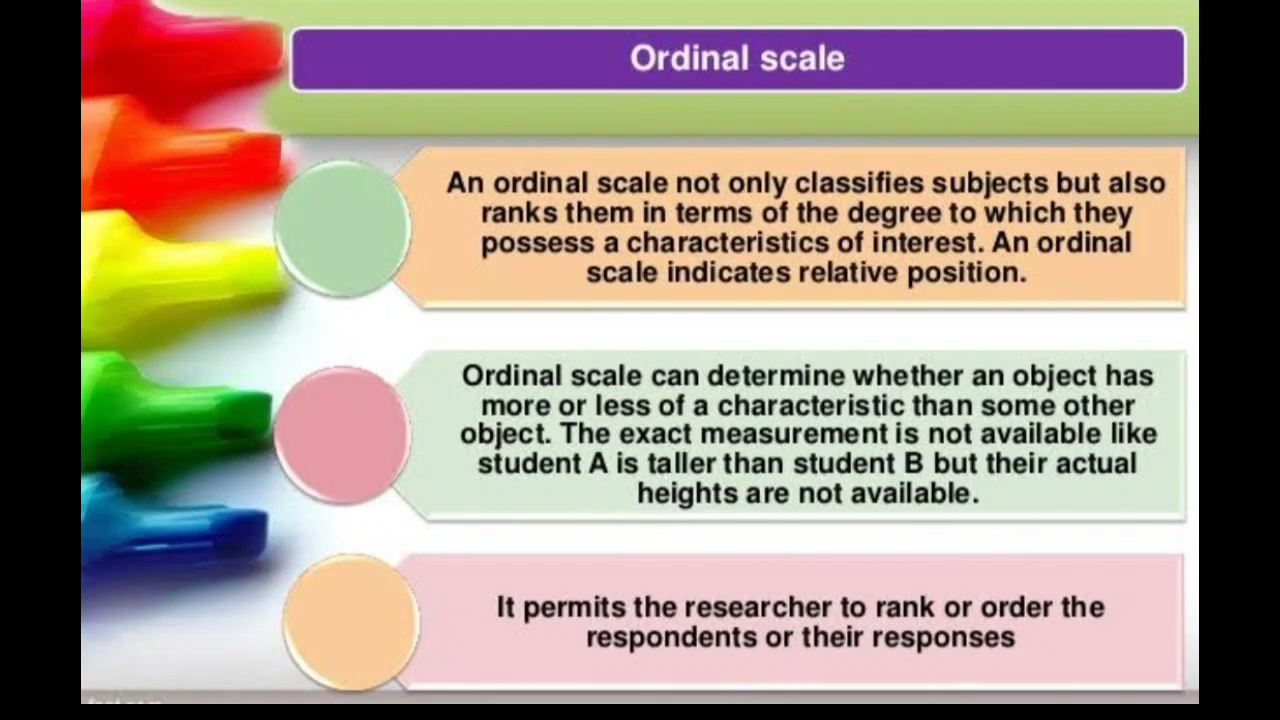 Ordinal scale
An ordinal scale not only classifies subjects but also
ranks them in terms of the degree to which they
possess a characteristics of interest. An ordinal
scale indicates relative position.
Ordinal scale can determine whether an object has
more or less of a characteristic than some other
object. The exact measurement is not available like
student A is taller than student B but their actual
heights are not available.
It permits the researcher to rank or order the
respondents or their responses